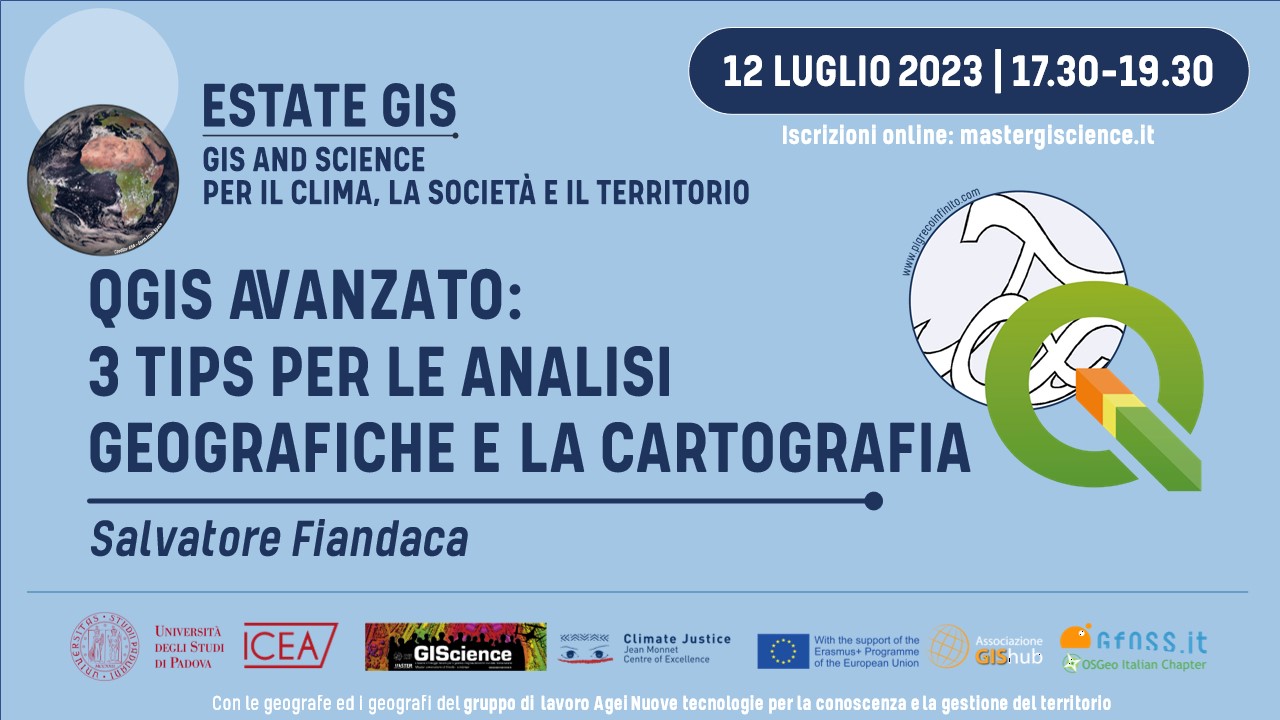 12 LUGLIO 2023 | 17.30-19.30
Iscrizioni online: mastergiscience.it
ESTATE GIS
GIS AND SCIENCE
PER IL CLIMA, LA SOCIETÀ E IL TERRITORIO
www.pigrecoinfinito.com
QGIS AVANZATO:
3 TIPS PER LE ANALISI
GEOGRAFICHE E LA CARTOGRAFIA
Salvatore Fiandaca
UNIVERSITÀ
DEGLI STUDI
DI PADOVA
ICEA
GIScience
Climate Justice
Jean Monnet
Centre of Excellence
With the support of the
Erasmus+ Programme
of the European Union
Associazione
GIShub
GFOSS.it
OSGeo Italian Chapter
Con le geografe ed i geografi del gruppo di lavoro Agei Nuove tecnologie per la conoscenza e la gestione del territorio